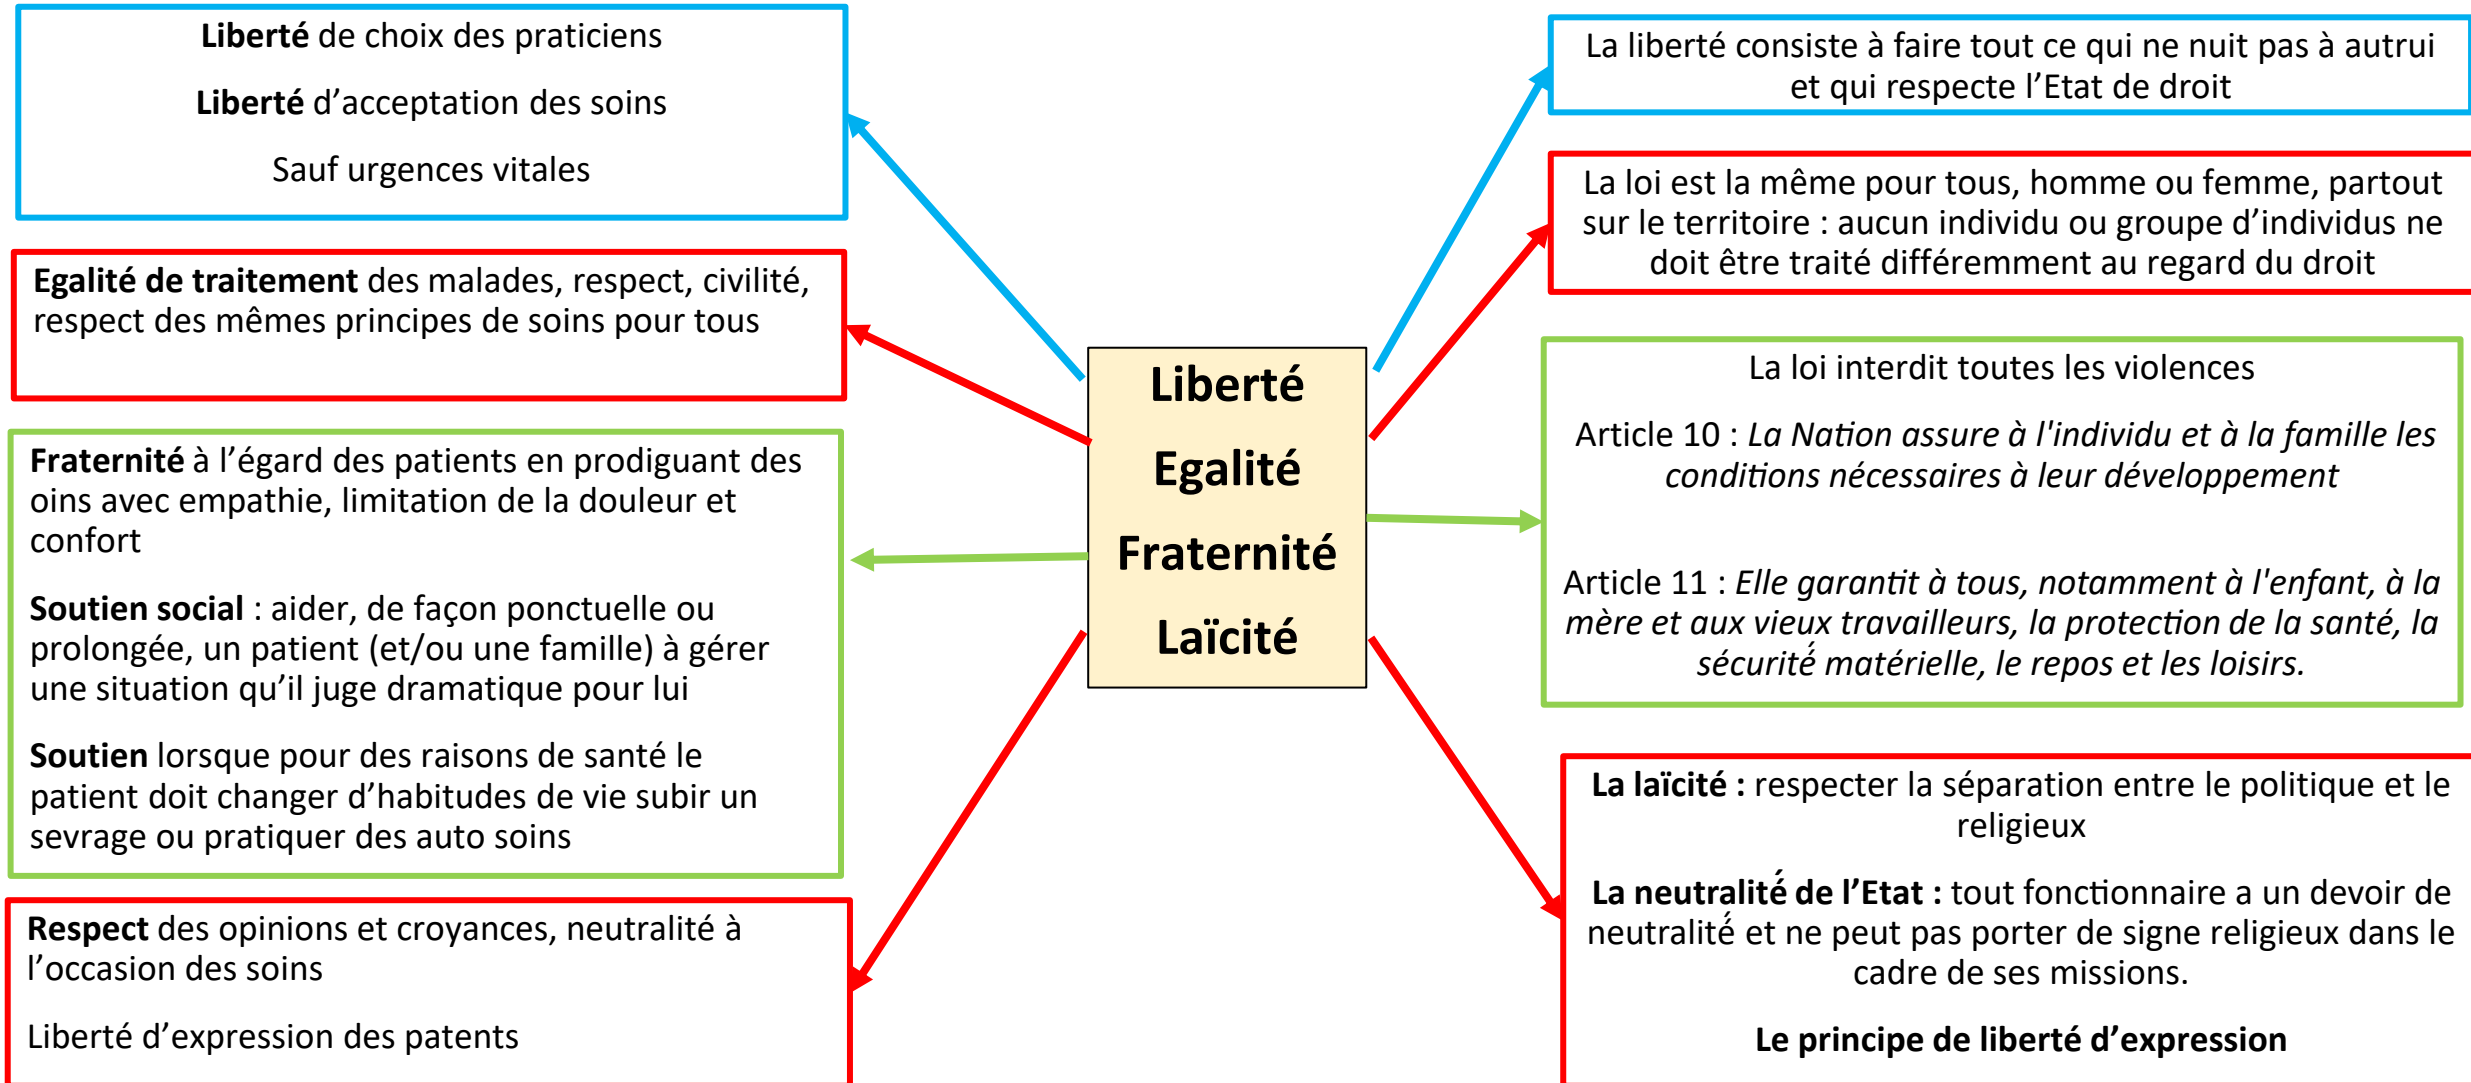 Liberté de choix des praticiens
Liberté d’acceptation des soins
Sauf urgences vitales
Egalité de traitement des malades, respect, civilité,
respect des mêmes principes de soins pour tous
Fraternité à l’égard des patients en prodiguant des
oins avec empathie, limitation de la douleur et
confort
Soutien social : aider, de façon ponctuelle ou
prolongée, un patient (et/ou une famille) à gérer
une situation qu’il juge dramatique pour lui
Soutien lorsque pour des raisons de santé le
patient doit changer d’habitudes de vie subir un
sevrage ou pratiquer des auto soins
Respect des opinions et croyances, neutralité à
l’occasion des soins
Liberté d’expression des patents
Liberté
Egalité
Fraternité
Laïcité
La liberté consiste à faire tout ce qui ne nuit pas à autrui
et qui respecte l’Etat de droit
La loi est la même pour tous, homme ou femme, partout
sur le territoire : aucun individu ou groupe d’individus ne
doit être traité différemment au regard du droit
La loi interdit toutes les violences
Article 10 : La Nation assure à l'individu et à la famille les
conditions nécessaires à leur développement
Article 11 : Elle garantit à tous, notamment à l'enfant, à la
mère et aux vieux travailleurs, la protection de la santé, la
sécurité matérielle, le repos et les loisirs.
La laïcité : respecter la séparation entre le politique et le
religieux
La neutralité de l’Etat : tout fonctionnaire a un devoir de
neutralité et ne peut pas porter de signe religieux dans le
cadre de ses missions.
Le principe de liberté d’expression